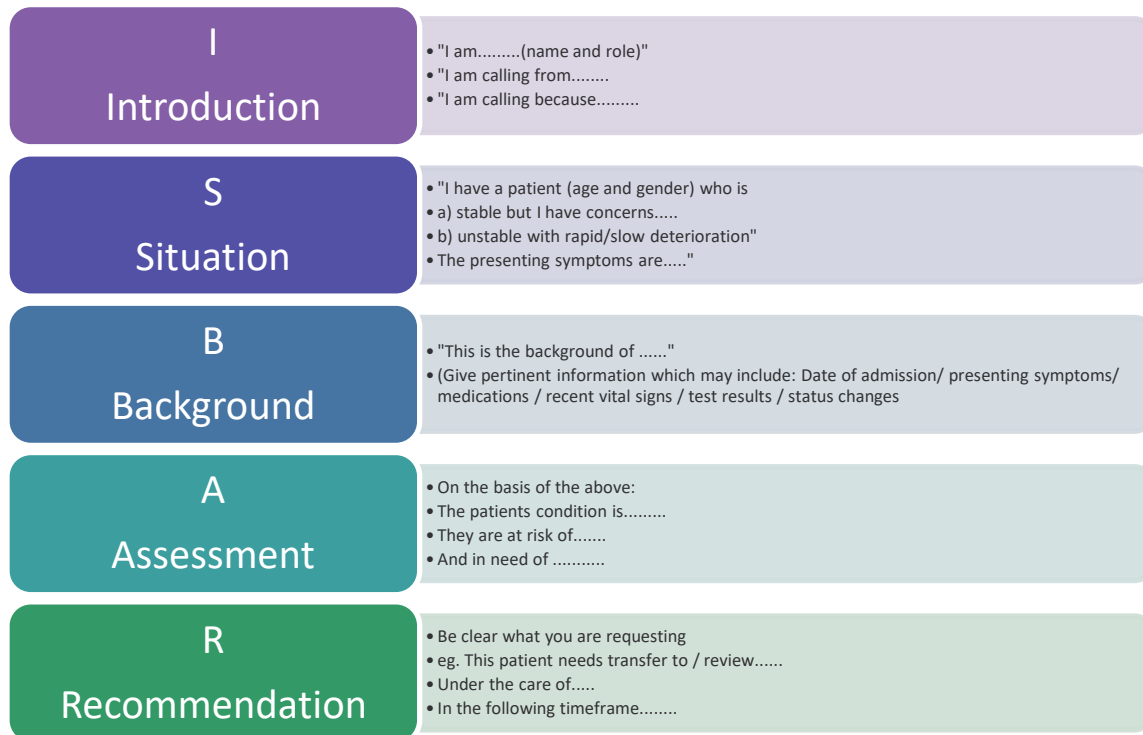 I
Introduction
• "I am.........(name and role)"
• "I am calling from........
• "I am calling because.........
S
Situation
• "I have a patient (age and gender) who is
• a) stable but I have concerns.....
• b) unstable with rapid/slow deterioration"
• The presenting symptoms are....."
B
Background
• "This is the background of ......"
• (Give pertinent information which may include: Date of admission/ presenting symptoms/
medications / recent vital signs / test results / status changes
A
Assessment
• On the basis of the above:
• The patients condition is.........
• They are at risk of.......
• And in need of ...........
R
Recommendation
• Be clear what you are requesting
• eg. This patient needs transfer to / review......
• Under the care of.....
• In the following timeframe........